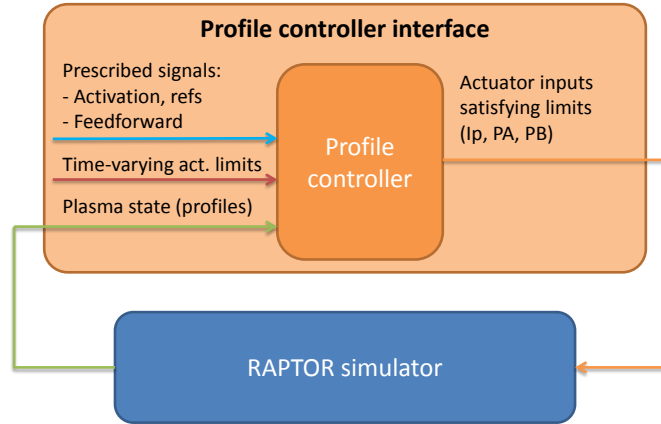 Profile controller interface
Prescribed signals:
- Activation, refs
- Feedforward
Time-varying act. limits
Plasma state (profiles)
Profile
controller
Actuator inputs
satisfying limits
(Ip, PA, PB)
RAPTOR simulator